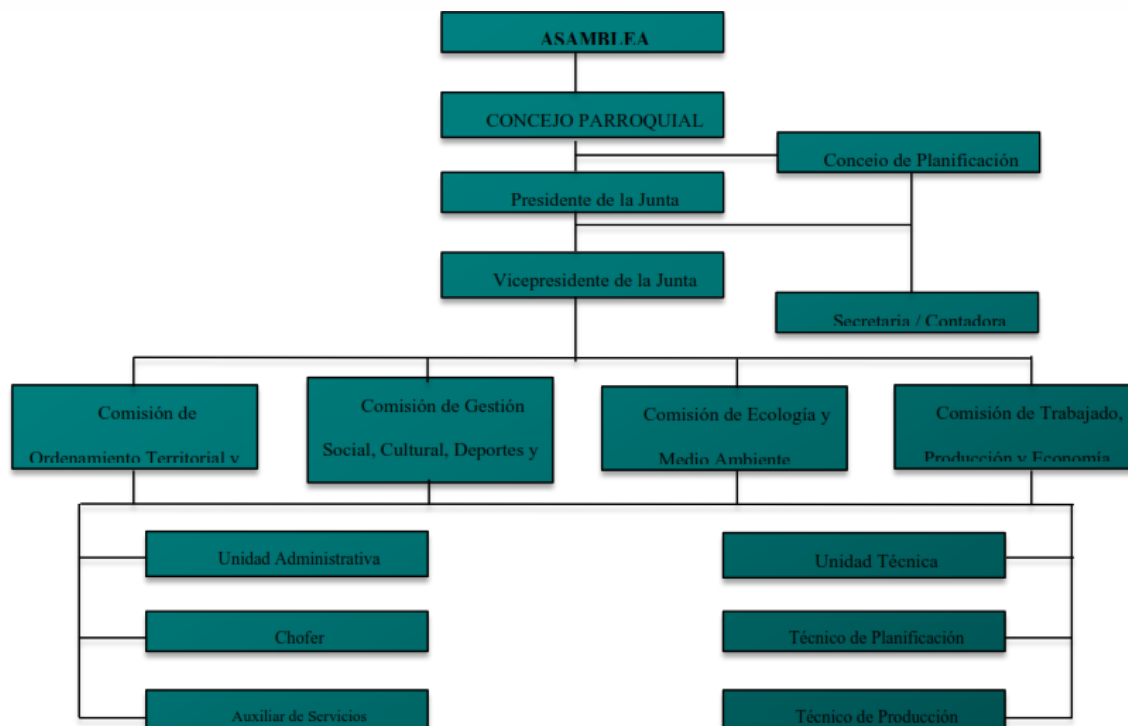 ASAMBLEA
CONCEJO PARROQUIAL
Concejo de Planificación
Presidente de la Junta
Vicepresidente de la Junta
Secretaria / Contadora
Comisión de
Ordenamiento Territorial y
Comisión de Gestión
Social, Cultural, Deportes y
Comisión de Ecología y
Medio Ambiente
Comisión de Trabajado,
Producción y Economía
Unidad Administrativa
Unidad Técnica
Chofer
Técnico de Planificación
Auxiliar de Servicios
Técnico de Producción